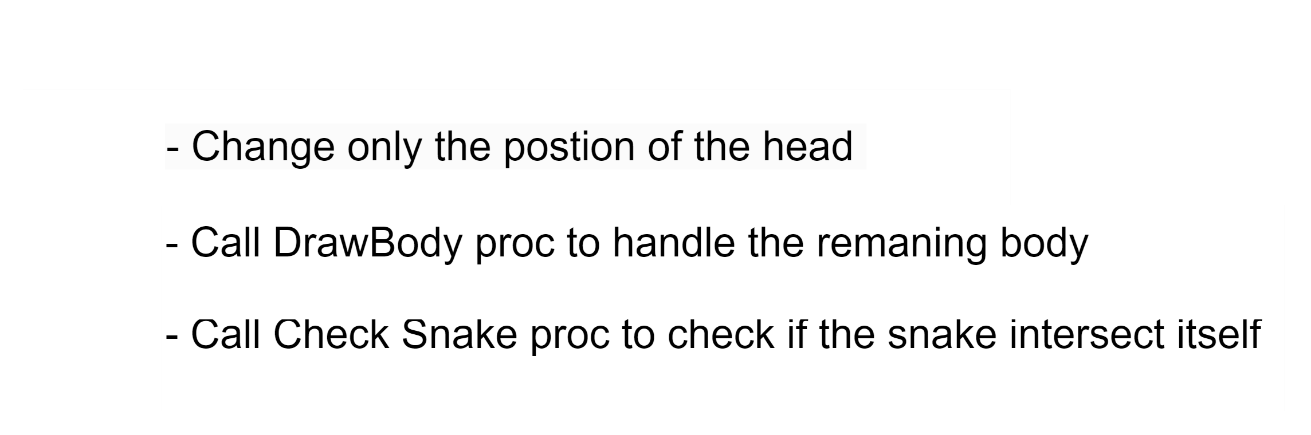 - Change only the postion of the head
- Call DrawBody proc to handle the remaning body
- Call Check Snake proc to check if the snake intersect itself